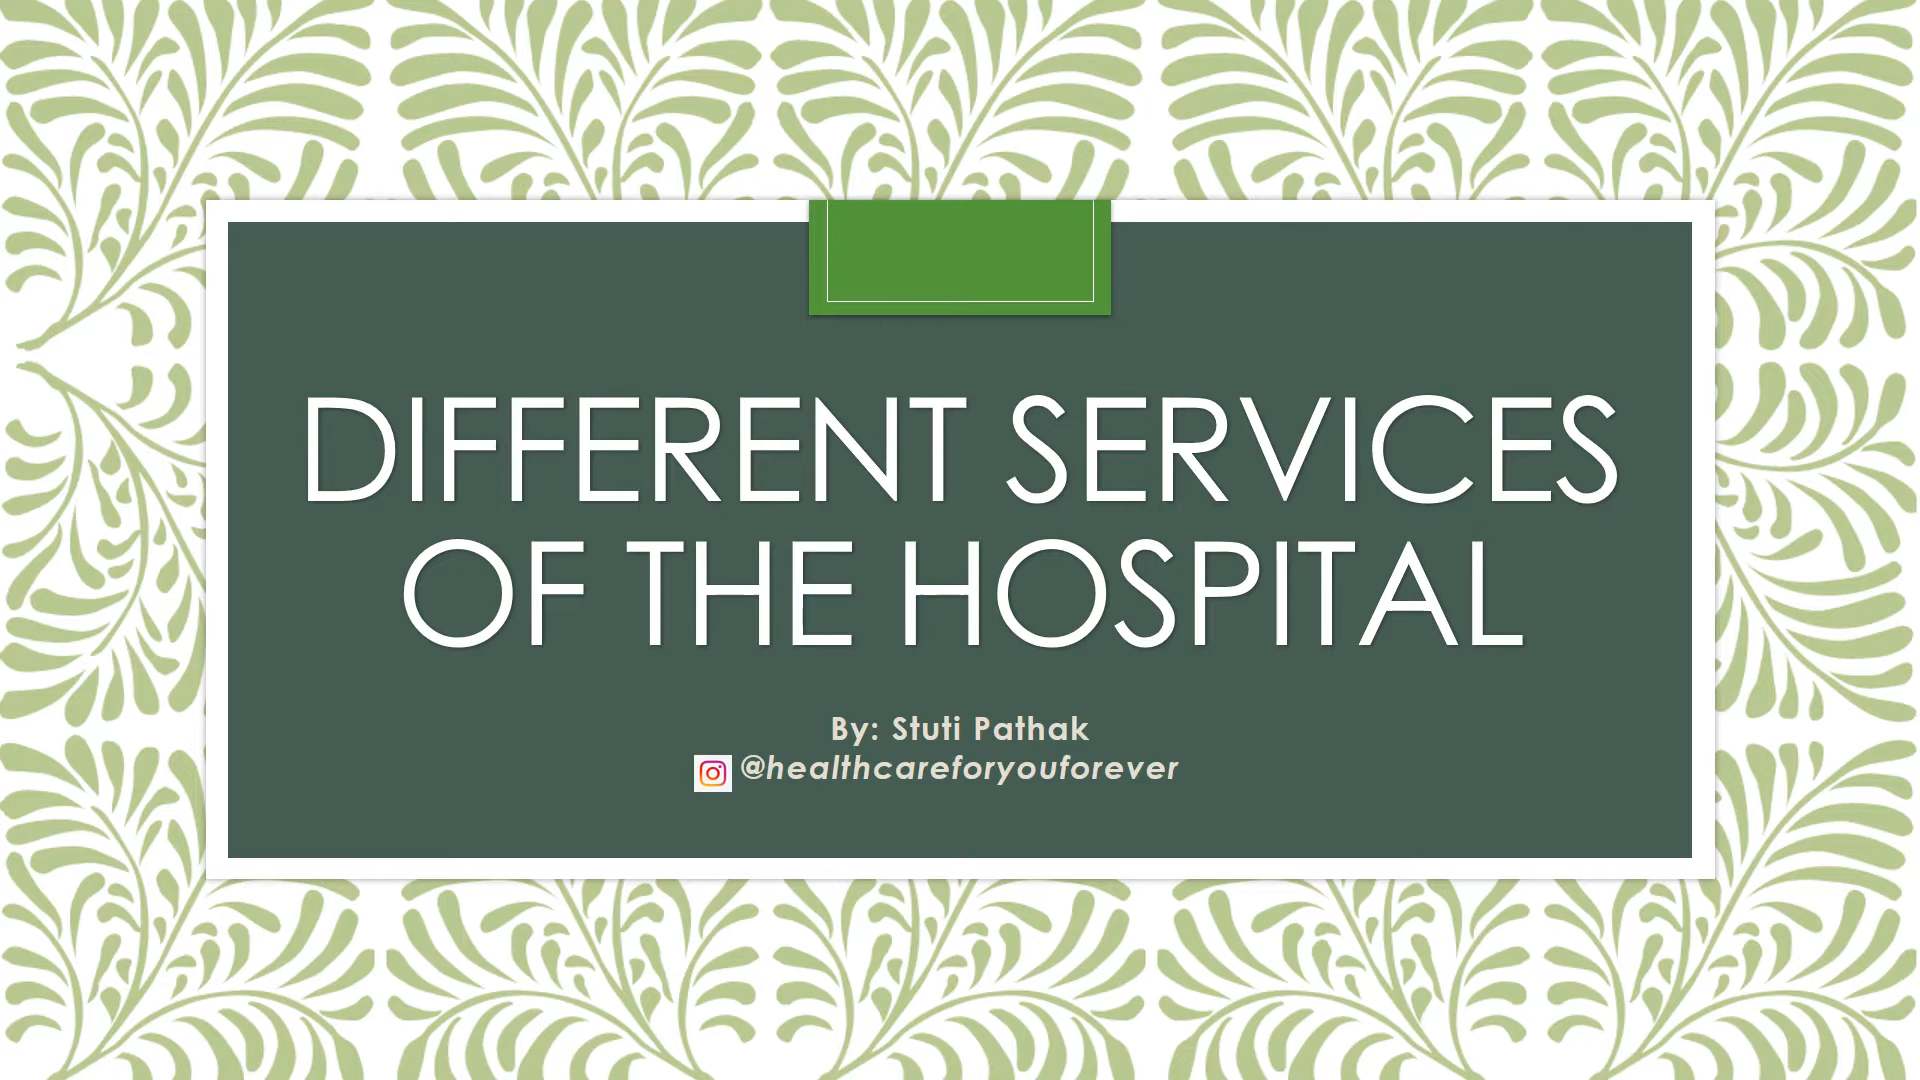 DIFFERENT SERVICES
OF THE HOSPITAL
By: Stuti Pathak
@healthcareforyouforever